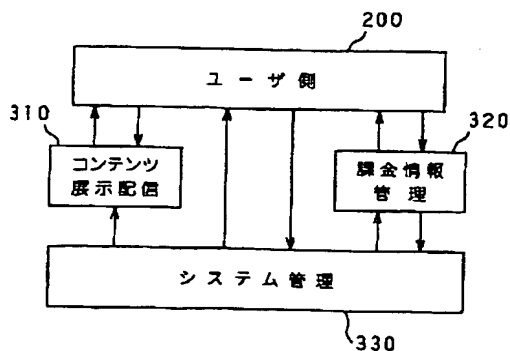 200
ユーザ側
310
コンテンツ
展示配信
320
課金情報
管理
システム管理
330